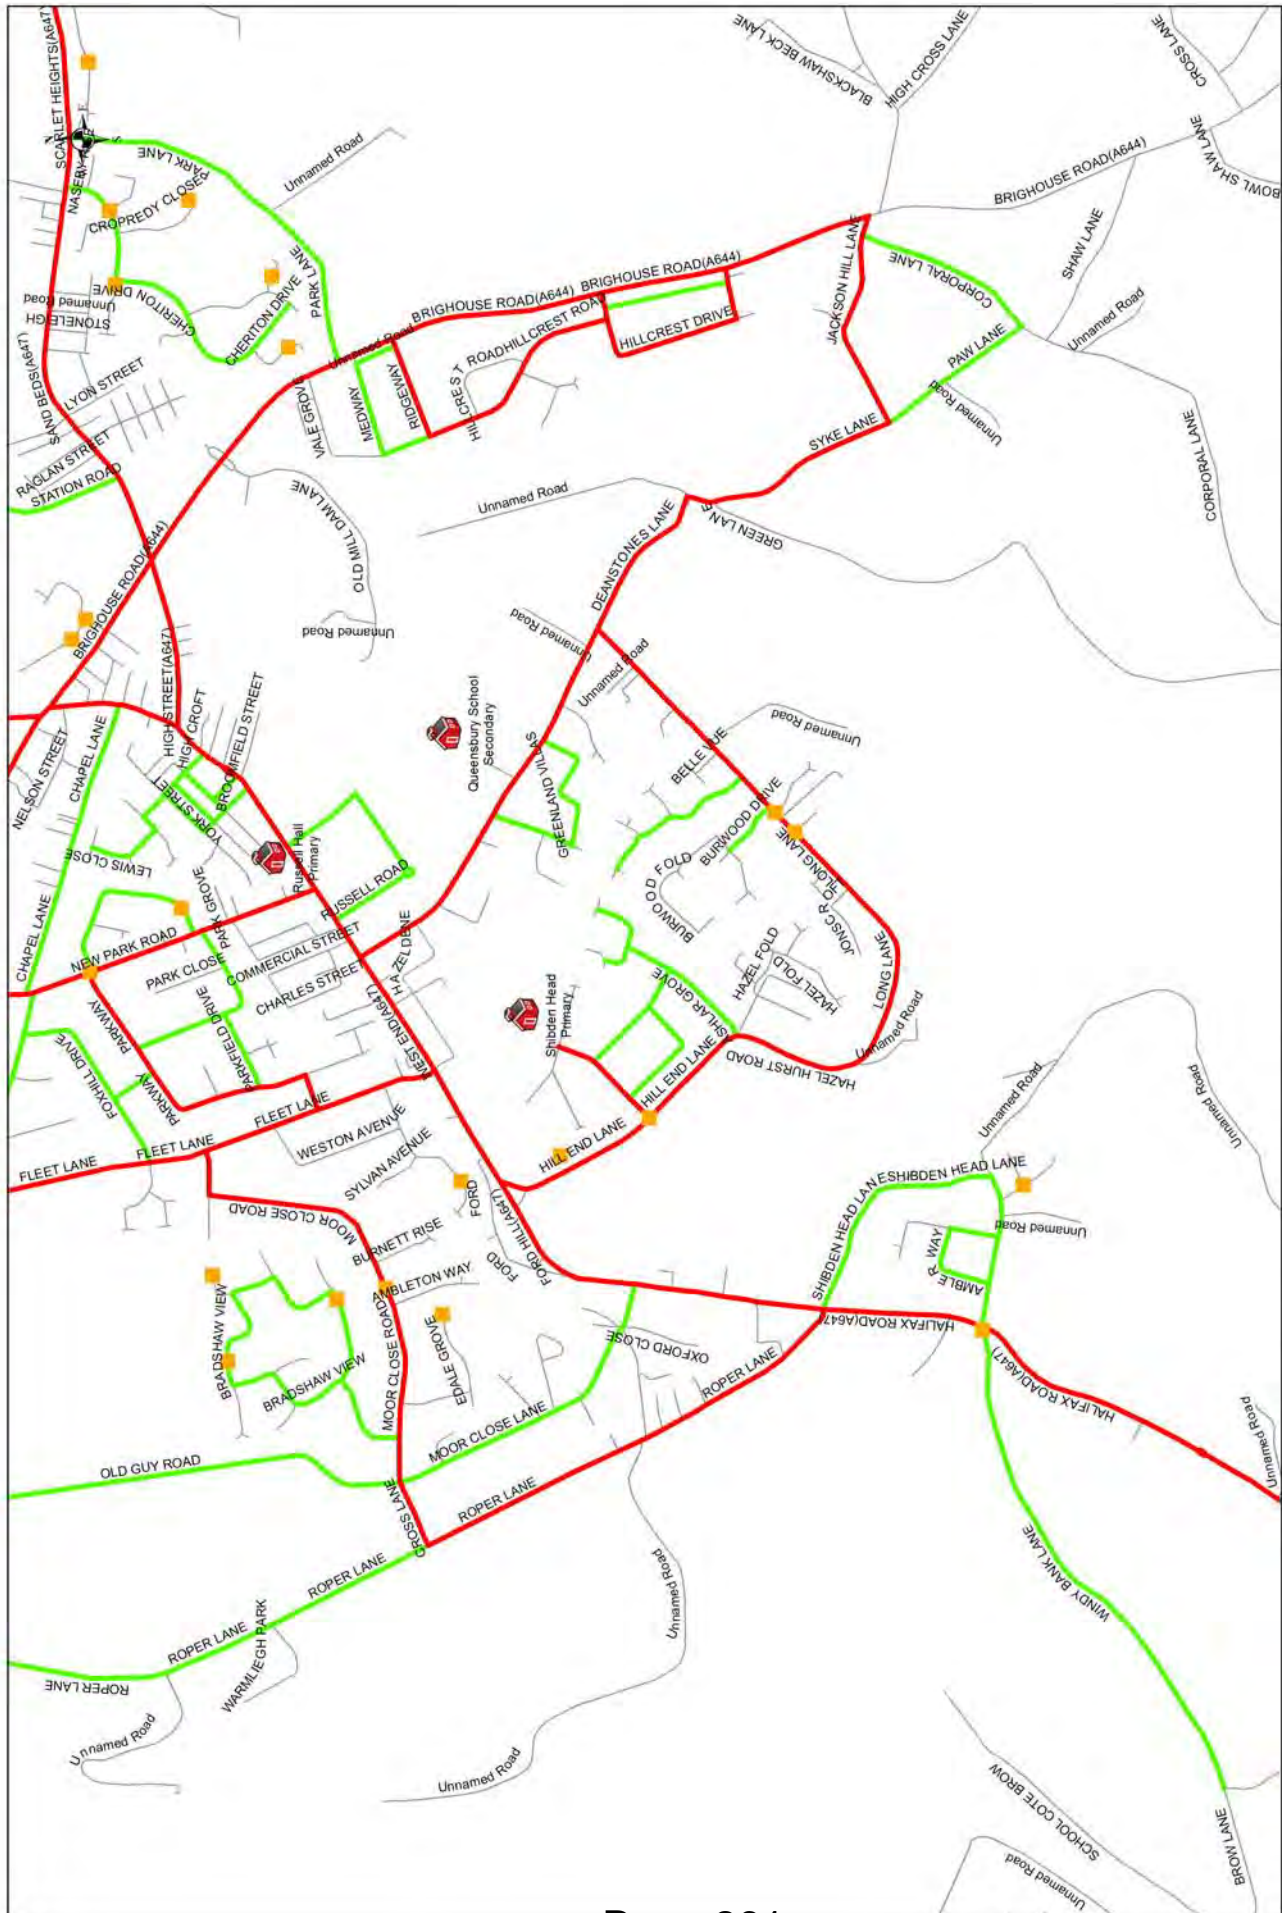 SCARLET HEIGHTS(A647)
N
E
S
PARK LANE
CROPREDY CLOSE
Unnamed Road
CHERITON DRIVE
CHERITON DRIVE
PARK LANE
Unnamed Road
STONELEIGH
SAND BEDS(A647)
LYON STREET
RAGLAN STREET
STATION ROAD
BLACKSHAW BECK LANE
HIGH CROSS LANE
CROSS LANE
BOWL SHAW LANE
BRIGHOUSE ROAD(A644)
SHAW LANE
Unnamed Road
JACKSON HILL LANE
CORPORAL LANE
PAW LANE
Unnamed Road
CORPORAL LANE
BRIGHOUSE ROAD(A644)
BRIGHOUSE ROAD(A644)
Unnamed Road
HILLCREST ROAD
HILLCREST DRIVE
HILLCREST ROAD
VALE GROVE
MEDWAY
RIDGEWAY
SYKE LANE
Unnamed Road
OLD MILL DAM LANE
Unnamed Road
DEANSTONES LANE
GREEN LANE
BRIGHOUSE ROAD(A644)
HIGH STREET(A647)
NELSON STREET
CHAPEL LANE
HIGH CROFT
BROOMFIELD STREET
YORK STREET
LEWIS CLOSE
Queensbury School
Secondary
Russell Hall
Primary
Unnamed Road
Unnamed Road
GREENLAND VILLAS
BELLE VUE
Unnamed Road
BURWOOD DRIVE
BURWOOD FOLD
LONG LANE
CHAPEL LANE
NEW PARK ROAD
PARK GROVE
PARK CLOSE
RUSSELL ROAD
COMMERCIAL STREET
CHARLES STREET
HAZELDENE
WEST END(A647)
PARKWAY
PARKFIELD DRIVE
FOXHILL DRIVE
PARKWAY
Shibden Head
Primary
ASHLAR GROVE
HAZEL FOLD
HAZEL FOLD
LONG LANE
Unnamed Road
HAZEL HURST ROAD
HILL END LANE
HILL END LANE
FLEET LANE
FLEET LANE
FLEET LANE
WESTON AVENUE
SYLVAN AVENUE
FORD
FORD
FORD HILL(A647)
MOOR CLOSE ROAD
BURNETT RISE
AMBLETON WAY
EDALE GROVE
MOOR CLOSE ROAD
BRADSHAW VIEW
BRADSHAW VIEW
OXFORD CLOSE
ROPER LANE
MOOR CLOSE LANE
SHIBDEN HEAD LANE
SHIBDEN HEAD LANE
Unnamed Road
Unnamed Road
Unnamed Road
AMBLER WAY
HALIFAX ROAD(A647)
HALIFAX ROAD(A647)
Unnamed Road
OLD GUY ROAD
ROPER LANE
ROPER LANE
ROPER LANE
ROPER LANE
WARMLIEGH PARK
Unnamed Road
Unnamed Road
Unnamed Road
WINDY BANK LANE
SCHOOL COTE BROW
Unnamed Road
BROW LANE